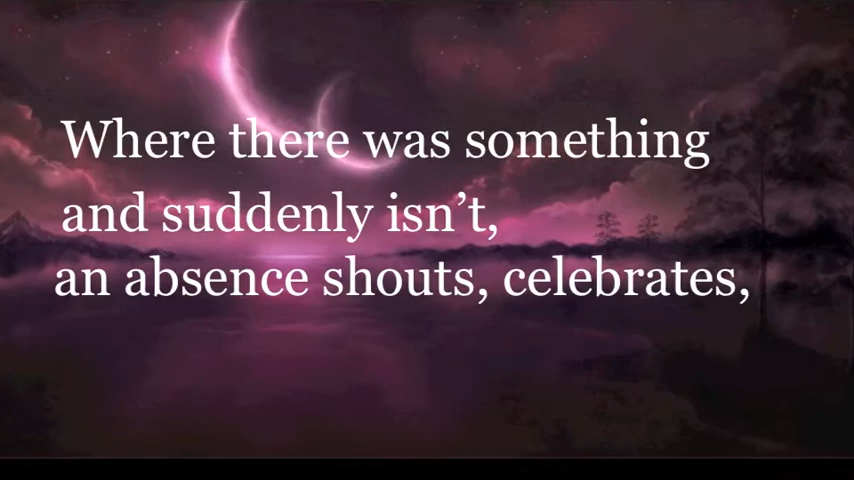 Where there was something
and suddenly isn’t,
an absence shouts, celebrates,